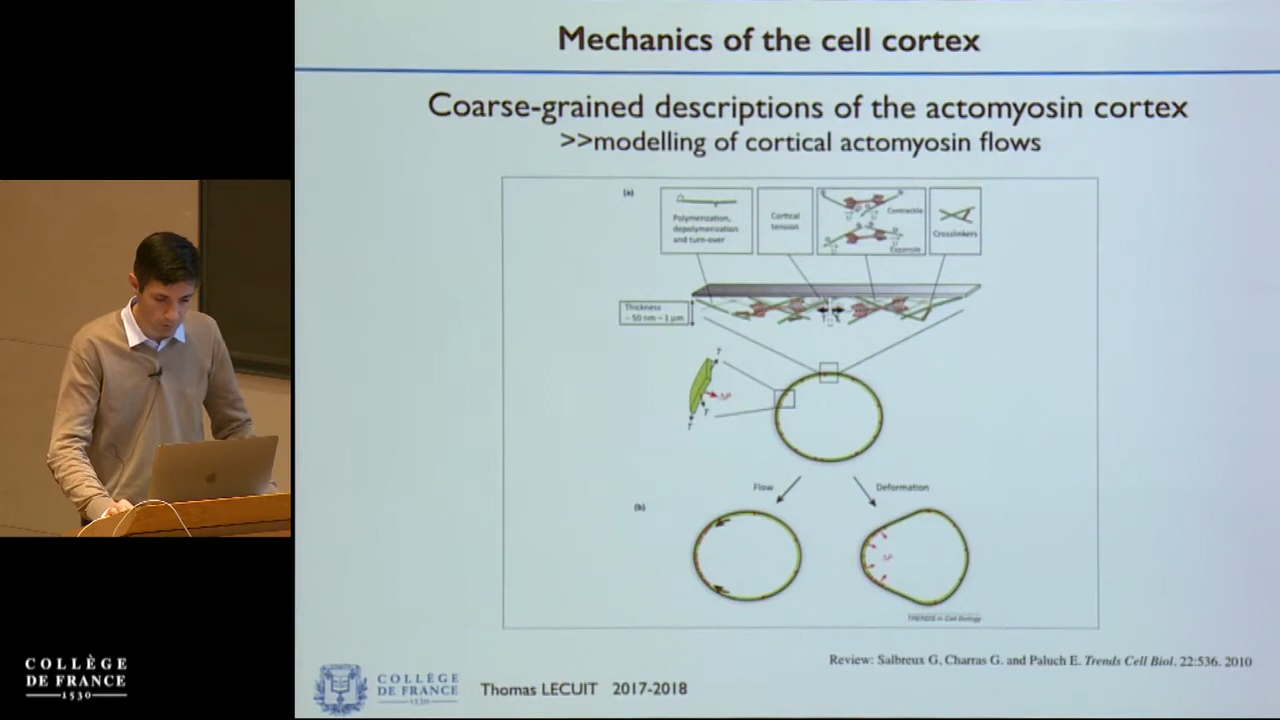 Mechanics of the cell cortex
Coarse-grained descriptions of the actomyosin cortex
>>modelling of cortical actomyosin flows
(a)
Polymerization,
depolymerization
and turn-over
Cortical
tension
Contractile
Expansile
Crosslinkers
Thickness
~ 50 nm – 1 μm
T
T
ΔP
T
T
Flow
Deformation
(b)
ΔP
TRENDS in Cell Biology
Review: Salbreux G, Charras G. and Paluch E. Trends Cell Biol, 22:536. 2010
COLLÈGE
DE FRANCE
1530
COLLÈGE
DE FRANCE
1530
Thomas LECUIT 2017-2018